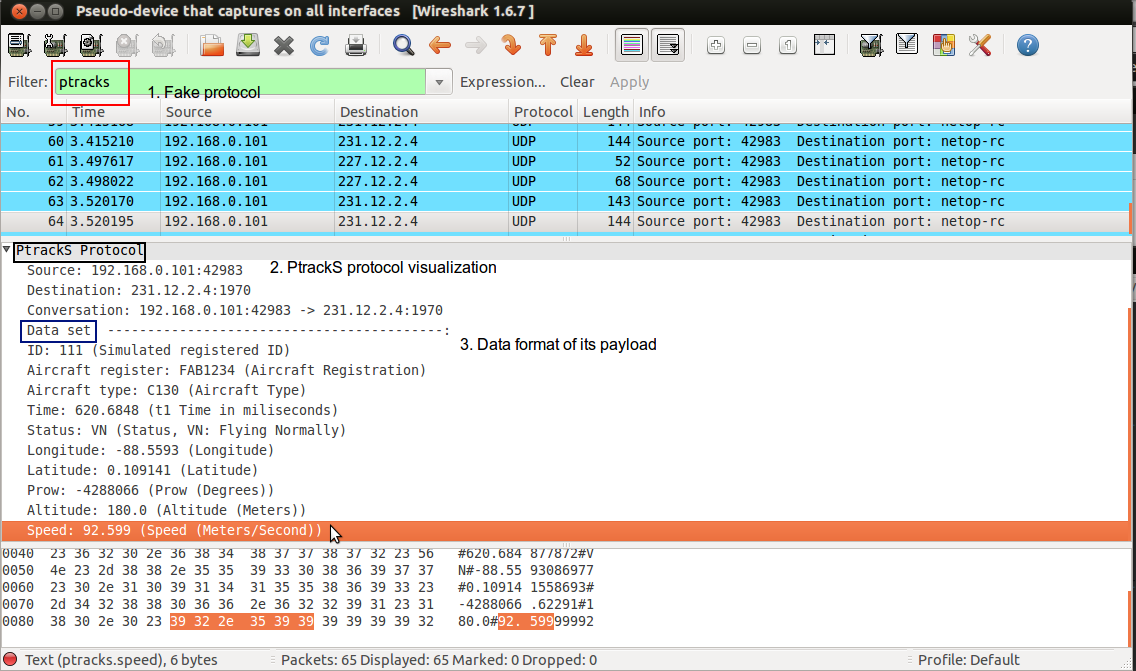 Pseudo-device that captures on all interfaces [Wireshark 1.6.7 ]
Filter: ptracks Expression... Clear Apply
1. Fake protocol
No. Time Source Destination Protocol Length Info
60 3.415210 192.168.0.101 231.12.2.4 UDP 144 Source port: 42983 Destination port: netop-rc
61 3.497617 192.168.0.101 227.12.2.4 UDP 52 Source port: 42983 Destination port: netop-rc
62 3.498022 192.168.0.101 227.12.2.4 UDP 68 Source port: 42983 Destination port: netop-rc
63 3.520170 192.168.0.101 231.12.2.4 UDP 143 Source port: 42983 Destination port: netop-rc
64 3.520195 192.168.0.101 231.12.2.4 UDP 144 Source port: 42983 Destination port: netop-rc
PtrackS Protocol
Source: 192.168.0.101:42983
2. PtrackS protocol visualization
Destination: 231.12.2.4:1970
Conversation: 192.168.0.101:42983 -> 231.12.2.4:1970
Data set ------------------------------------------:
3. Data format of its payload
ID: 111 (Simulated registered ID)
Aircraft register: FAB1234 (Aircraft Registration)
Aircraft type: C130 (Aircraft Type)
Time: 620.6848 (t1 Time in miliseconds)
Status: VN (Status, VN: Flying Normally)
Longitude: -88.5593 (Longitude)
Latitude: 0.109141 (Latitude)
Prow: -4288066 (Prow (Degrees))
Altitude: 180.0 (Altitude (Meters))
Speed: 92.599 (Speed (Meters/Second))
0040 23 36 32 30 2e 36 38 34 38 37 37 38 37 32 23 56 #620.684 877872#V
0050 4e 23 2d 38 38 2e 35 35 39 33 30 38 36 39 37 37 N#-88.55 93086977
0060 23 30 2e 31 30 39 31 34 31 35 35 38 36 39 33 23 #0.10914 1558693#
0070 2d 34 32 38 38 30 36 36 2e 36 32 32 39 31 23 31 -4288066 .62291#1
0080 38 30 2e 30 23 39 32 2e 35 39 39 39 39 39 39 32 80.0#92. 59999992
Text (ptracks.speed), 6 bytes Packets: 65 Displayed: 65 Marked: 0 Dropped: 0 Profile: Default